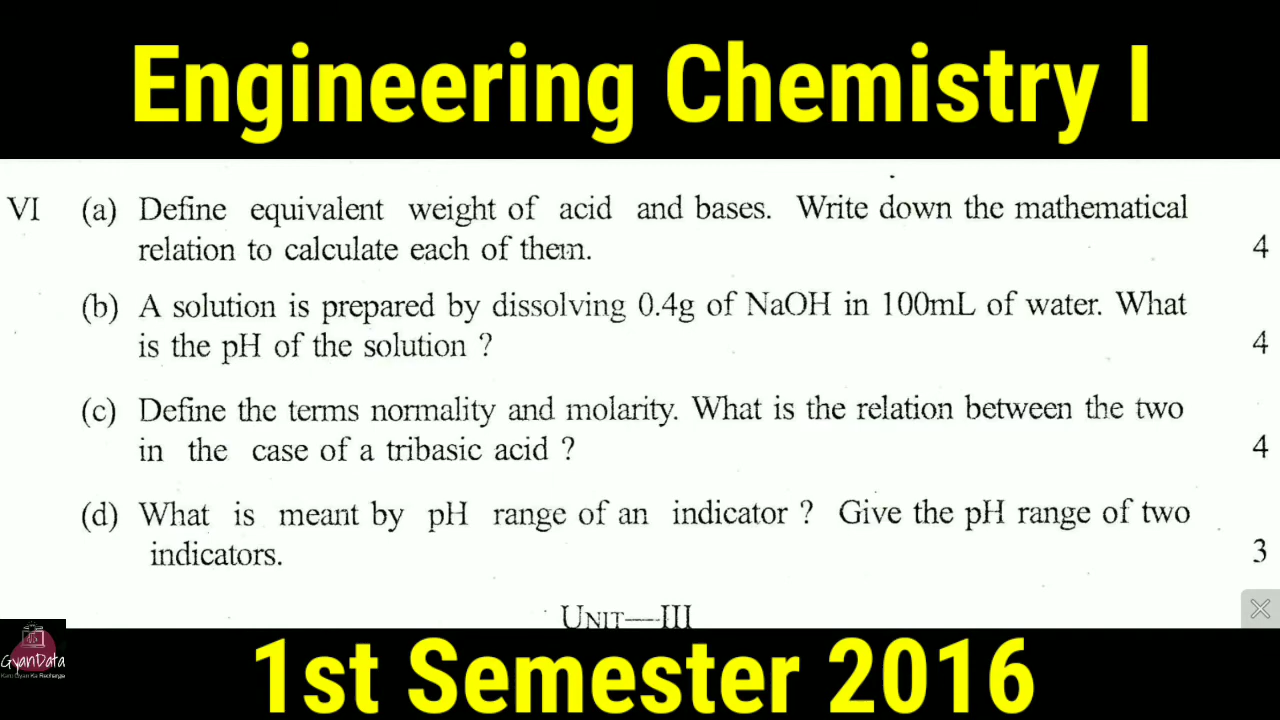 Engineering Chemistry I
VI (a) Define equivalent weight of acid and bases. Write down the mathematical
relation to calculate each of them. 4
(b) A solution is prepared by dissolving 0.4g of NaOH in 100mL of water. What
is the pH of the solution ? 4
(c) Define the terms normality and molarity. What is the relation between the two
in the case of a tribasic acid ? 4
(d) What is meant by pH range of an indicator ? Give the pH range of two
indicators. 3
UNIT—III
GyanData
1st Semester 2016